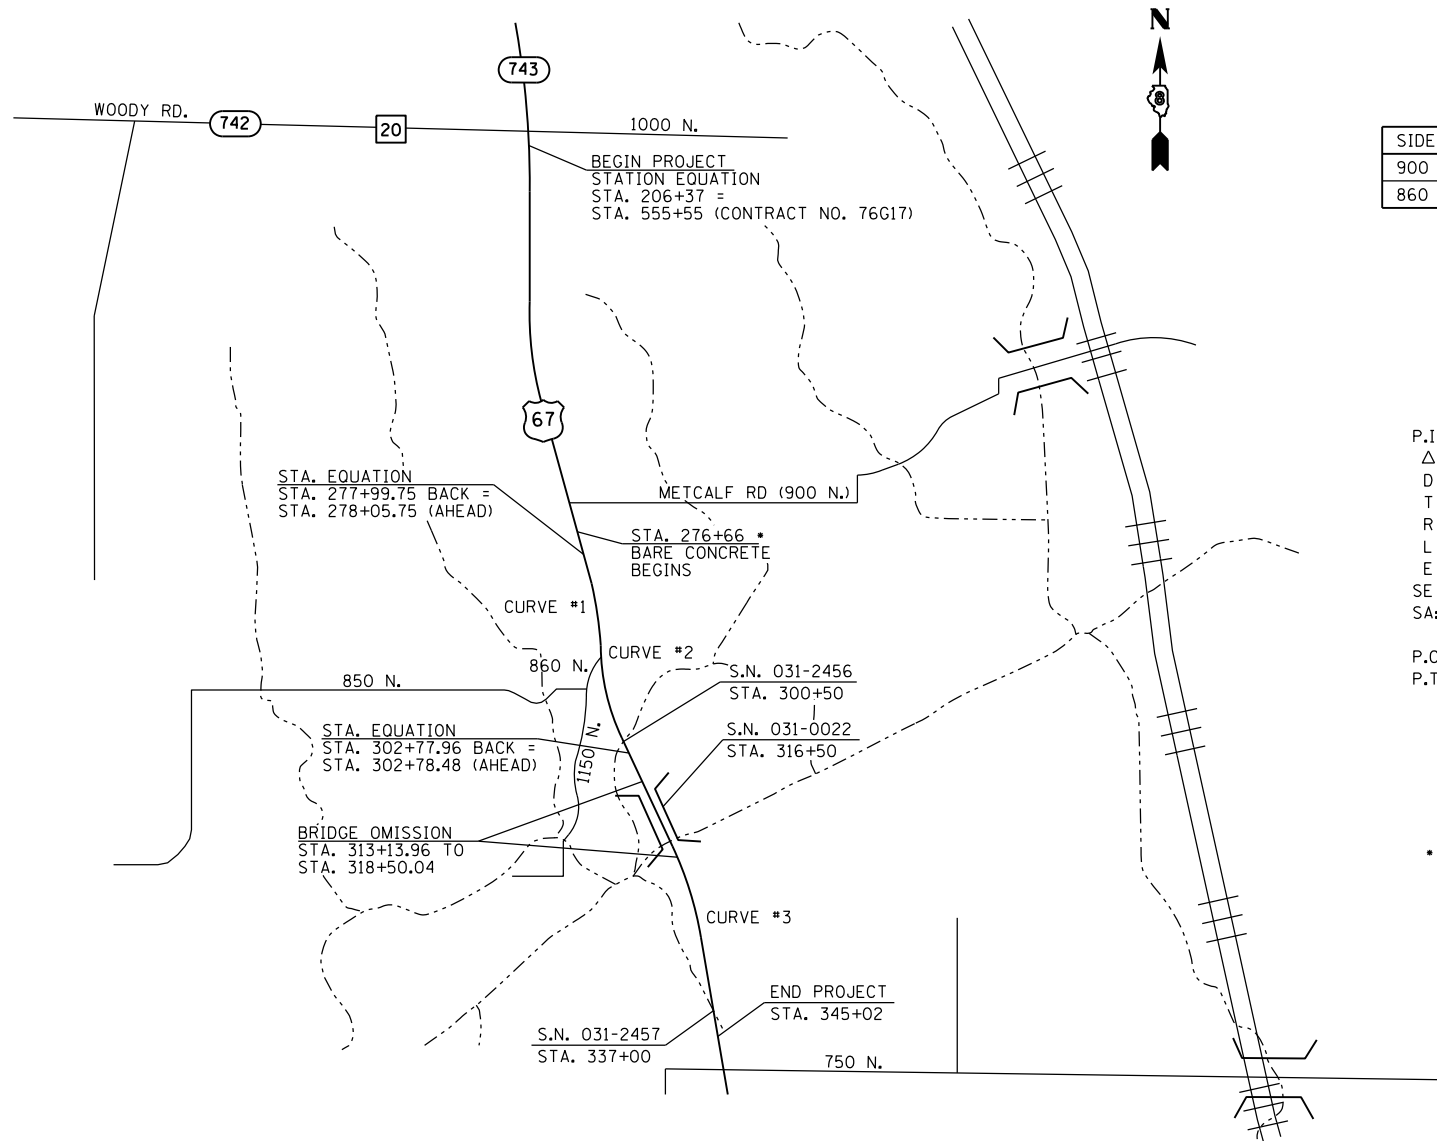 N
8
743
WOODY RD.
742
20
1000 N.
SIDE
900
860
BEGIN PROJECT
STATION EQUATION
STA. 206+37 =
STA. 555+55 (CONTRACT NO. 76G17)
67
P.I
△
D
T
R
L
E
SE
SA:
P.C
P.T
STA. EQUATION
STA. 277+99.75 BACK =
STA. 278+05.75 (AHEAD)
METCALF RD (900 N.)
STA. 276+66 *
BARE CONCRETE
BEGINS
CURVE #1
CURVE #2
860 N.
850 N.
S.N. 031-2456
STA. 300+50
STA. EQUATION
STA. 302+77.96 BACK =
STA. 302+78.48 (AHEAD)
1150 N.
S.N. 031-0022
STA. 316+50
BRIDGE OMISSION
STA. 313+13.96 TO
STA. 318+50.04
*
CURVE #3
END PROJECT
STA. 345+02
S.N. 031-2457
STA. 337+00
750 N.